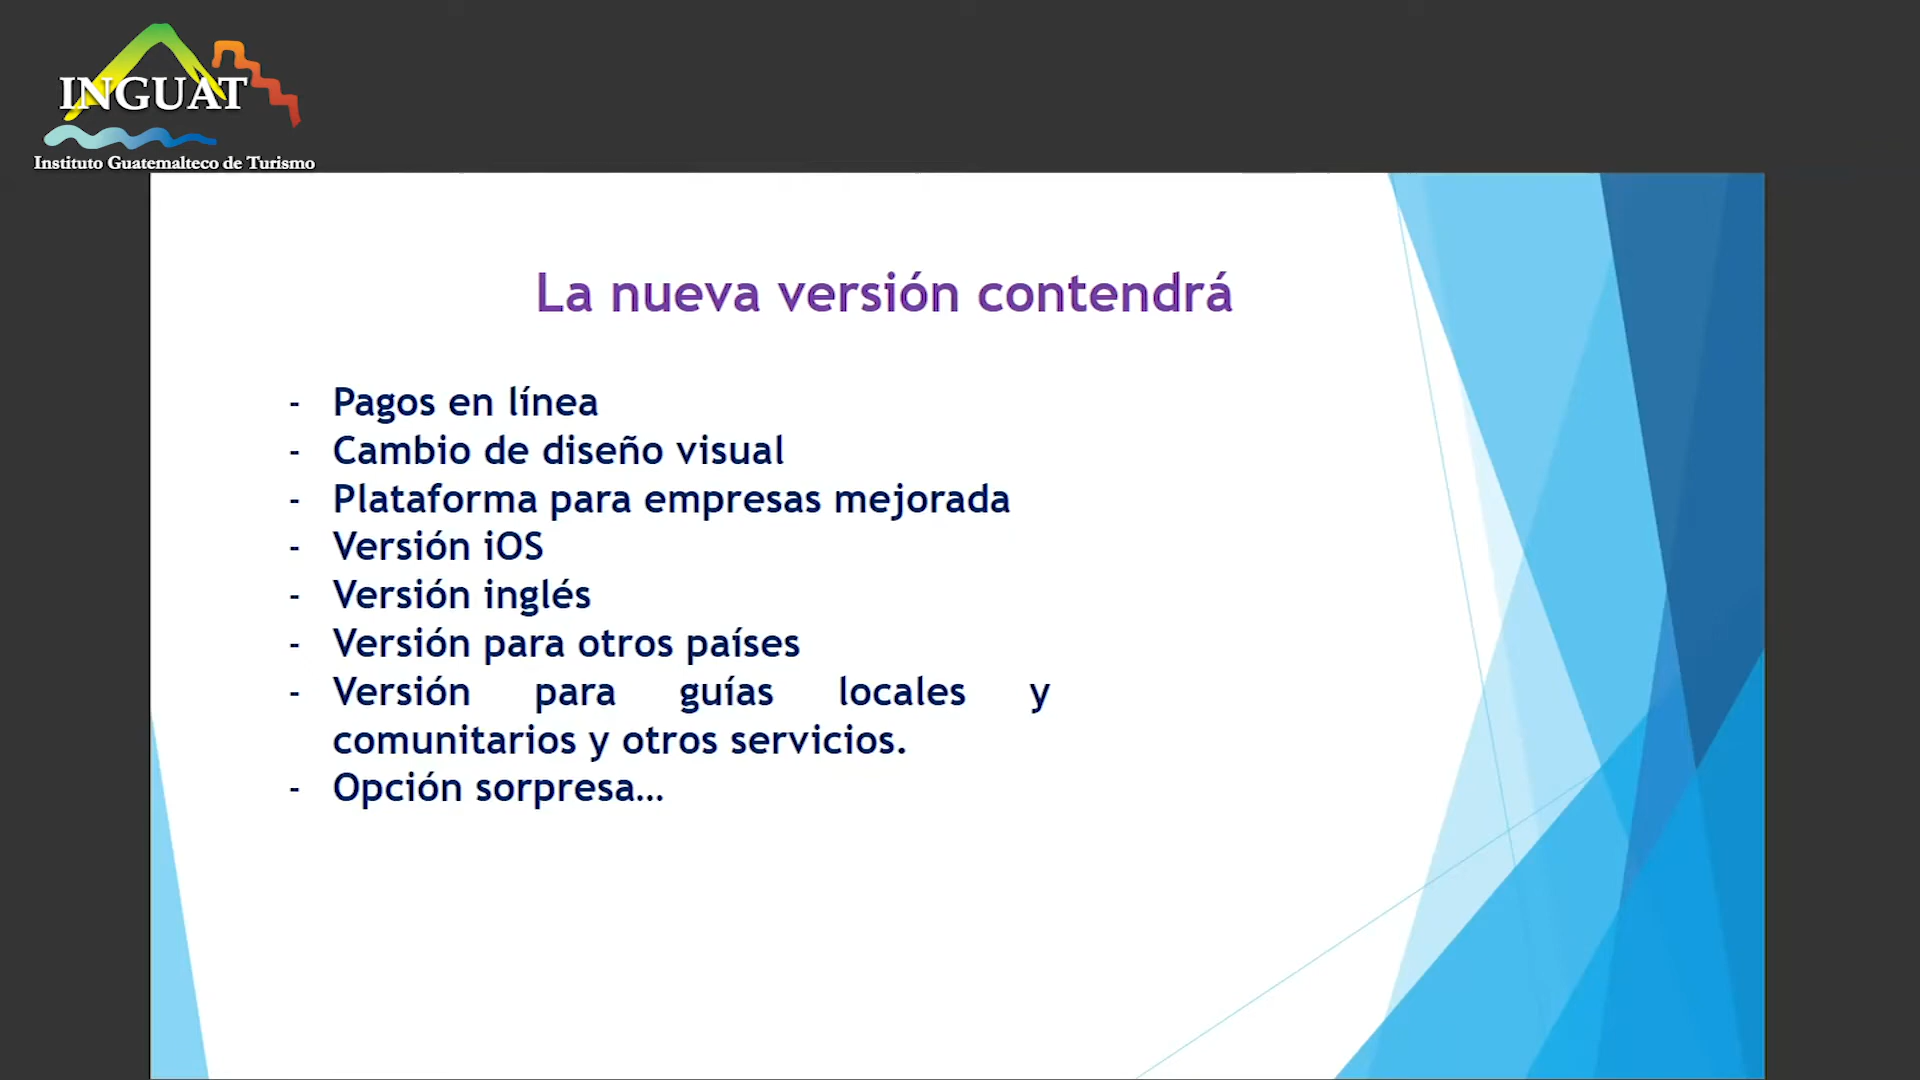 INGUAT
Instituto Guatemalteco de Turismo
La nueva versión contendrá
- Pagos en línea
- Cambio de diseño visual
- Plataforma para empresas mejorada
- Versión iOS
- Versión inglés
- Versión para otros países
- Versión para guías locales y
comunitarios y otros servicios.
- Opción sorpresa...